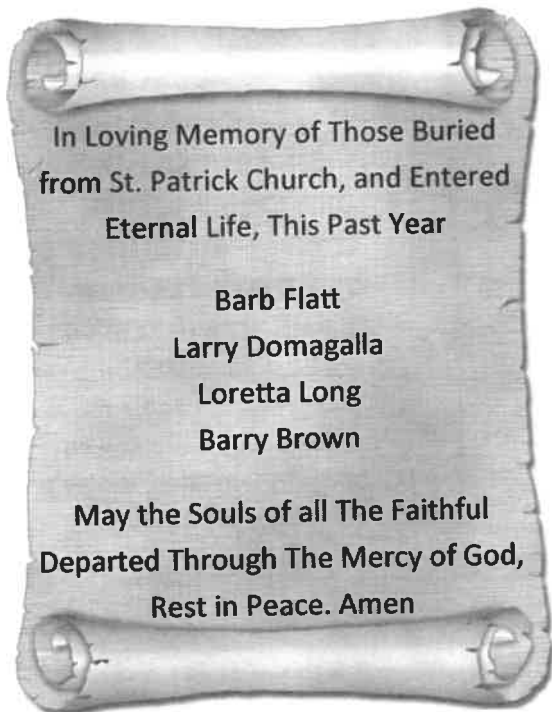 In Loving Memory of Those Buried
from St. Patrick Church, and Entered
Eternal Life, This Past Year
Barb Flatt
Larry Domagalla
Loretta Long
Barry Brown
May the Souls of all The Faithful
Departed Through The Mercy of God,
Rest in Peace. Amen